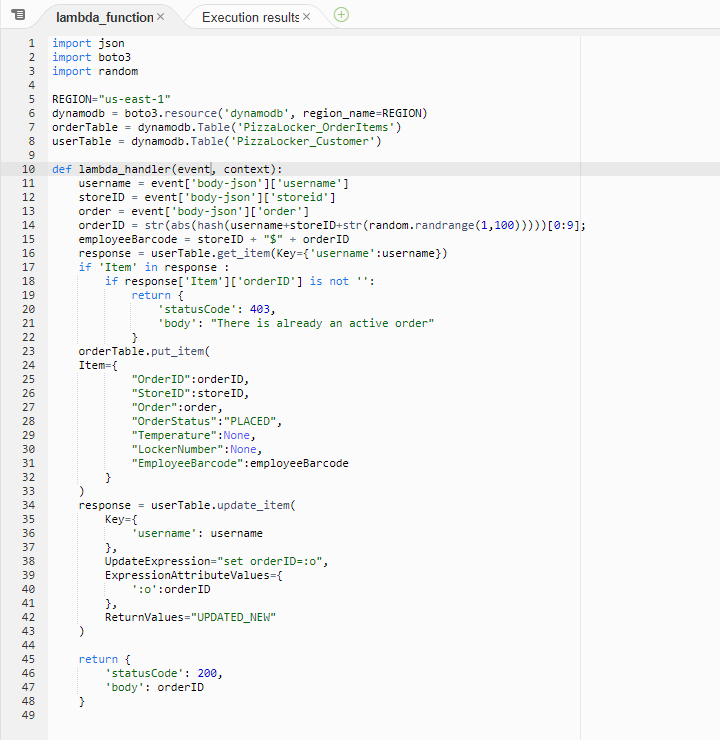 lambda_function × Execution results ×
1 import json
2 import boto3
3 import random
4
5 REGION="us-east-1"
6 dynamodb = boto3.resource('dynamodb', region_name=REGION)
7 orderTable = dynamodb.Table('PizzaLocker_OrderItems')
8 userTable = dynamodb.Table('PizzaLocker_Customer')
9
10 def lambda_handler(event, context):
11     username = event['body-json']['username']
12     storeID = event['body-json']['storeid']
13     order = event['body-json']['order']
14     orderID = str(abs(hash(username+storeID+str(random.randrange(1,100)))))[0:9];
15     employeeBarcode = storeID + "$" + orderID
16     response = userTable.get_item(Key={'username':username})
17     if 'Item' in response :
18         if response['Item']['orderID'] is not '':
19             return {
20                 'statusCode': 403,
21                 'body': "There is already an active order"
22             }
23     orderTable.put_item(
24     Item={
25             "OrderID":orderID,
26             "StoreID":storeID,
27             "Order":order,
28             "OrderStatus":"PLACED",
29             "Temperature":None,
30             "LockerNumber":None,
31             "EmployeeBarcode":employeeBarcode
32         }
33     )
34     response = userTable.update_item(
35         Key={
36             'username': username
37         },
38         UpdateExpression="set orderID=:o",
39         ExpressionAttributeValues={
40             ':o':orderID
41         },
42         ReturnValues="UPDATED_NEW"
43     )
44
45     return {
46         'statusCode': 200,
47         'body': orderID
48     }
49